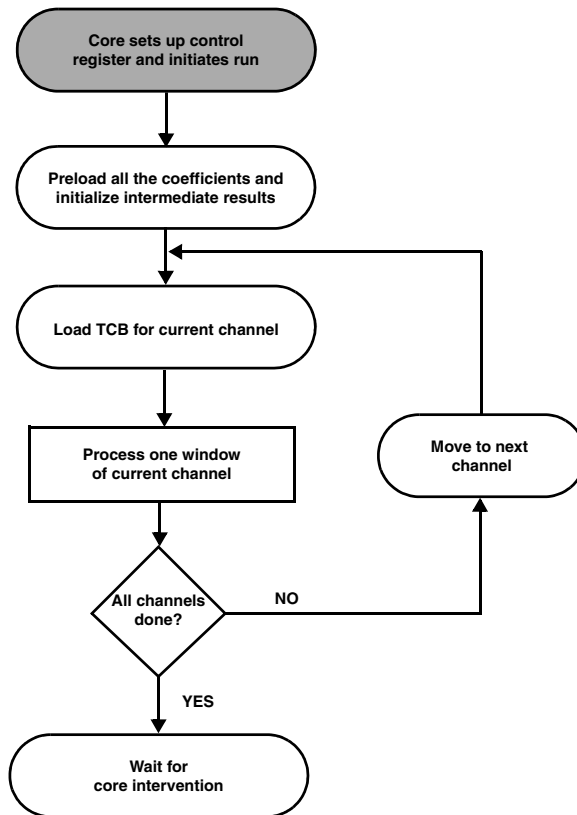 Core sets up control
register and initiates run
Preload all the coefficients and
initialize intermediate results
Load TCB for current channel
Process one window
of current channel
Move to next
channel
All channels
done?
NO
YES
Wait for
core intervention